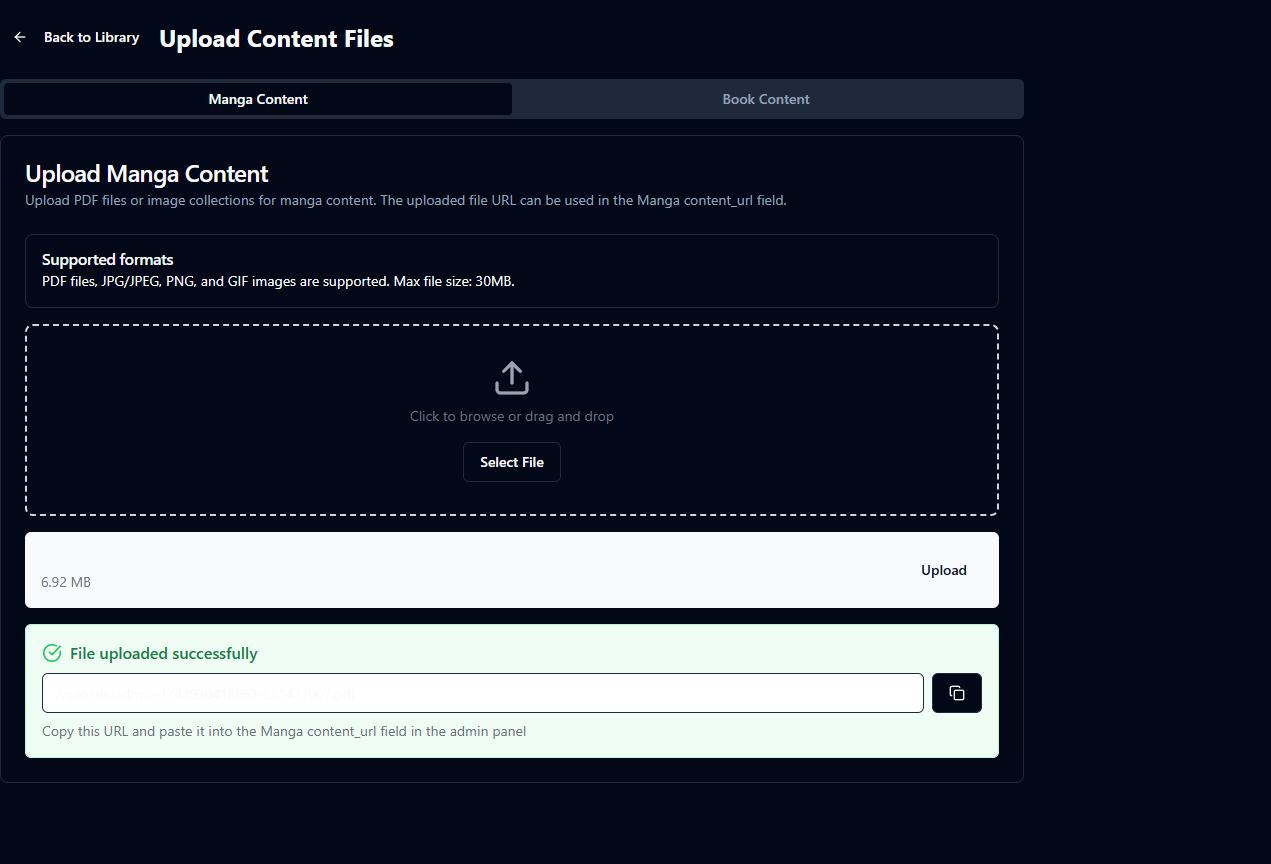 Back to Library
Upload Content Files
Manga Content
Book Content
Upload Manga Content
Upload PDF files or image collections for manga content. The uploaded file URL can be used in the Manga content_url field.
Supported formats
PDF files, JPG/JPEG, PNG, and GIF images are supported. Max file size: 30MB.
Click to browse or drag and drop
Select File
6.92 MB
Upload
File uploaded successfully
Copy this URL and paste it into the Manga content_url field in the admin panel